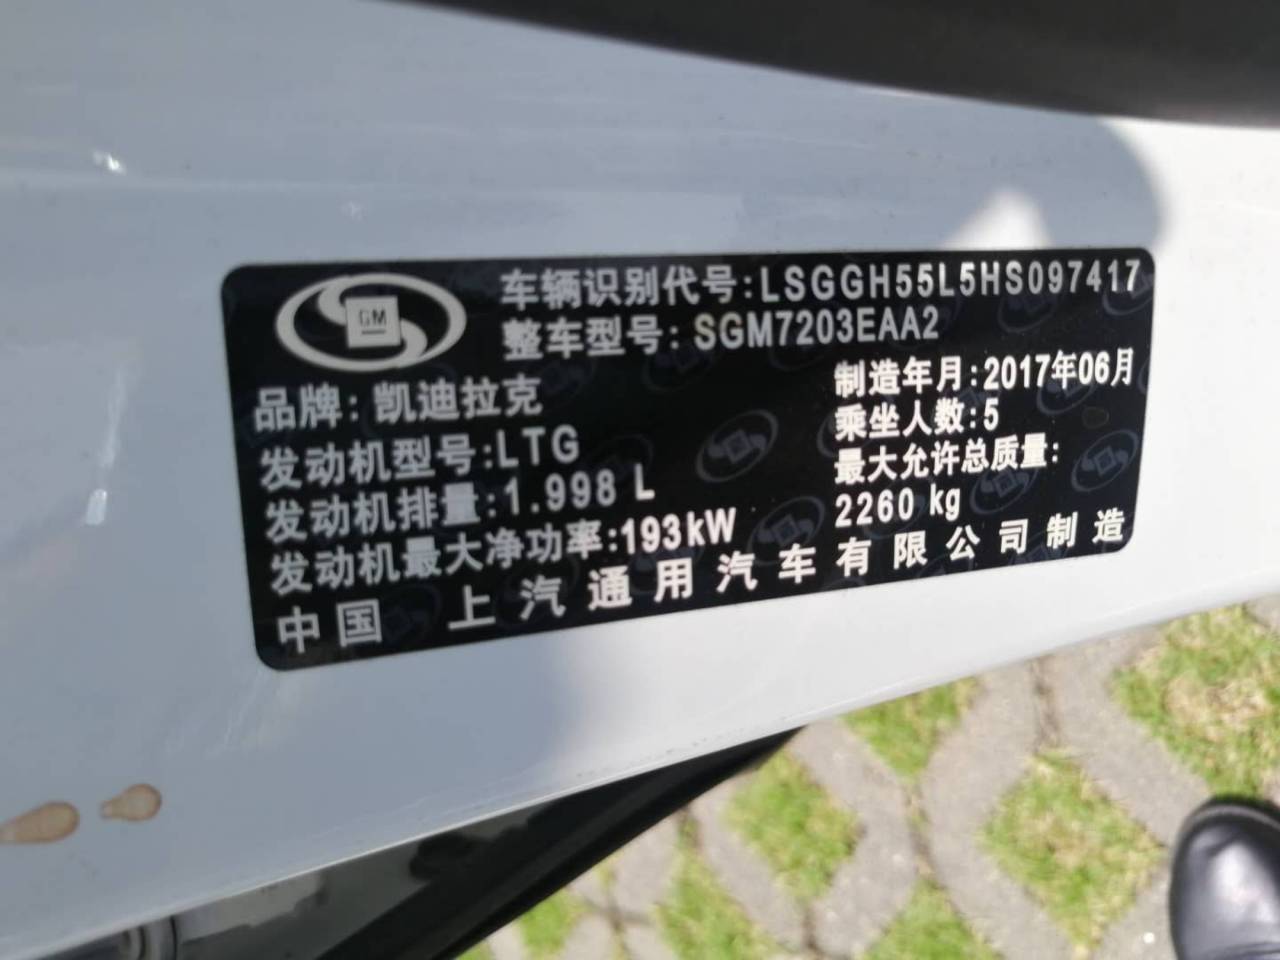 GM
车辆识别代号:LSGGH55L5HS097417
整车型号: SGM7203EAA2
品牌: 凯迪拉克
制造年月:2017年06月
发动机型号:LTG
乘坐人数:5
发动机排量:1.998 L
最大允许总质量:
2260 kg
发动机最大净功率:193kW
中国 上汽通用汽车有限公司制造